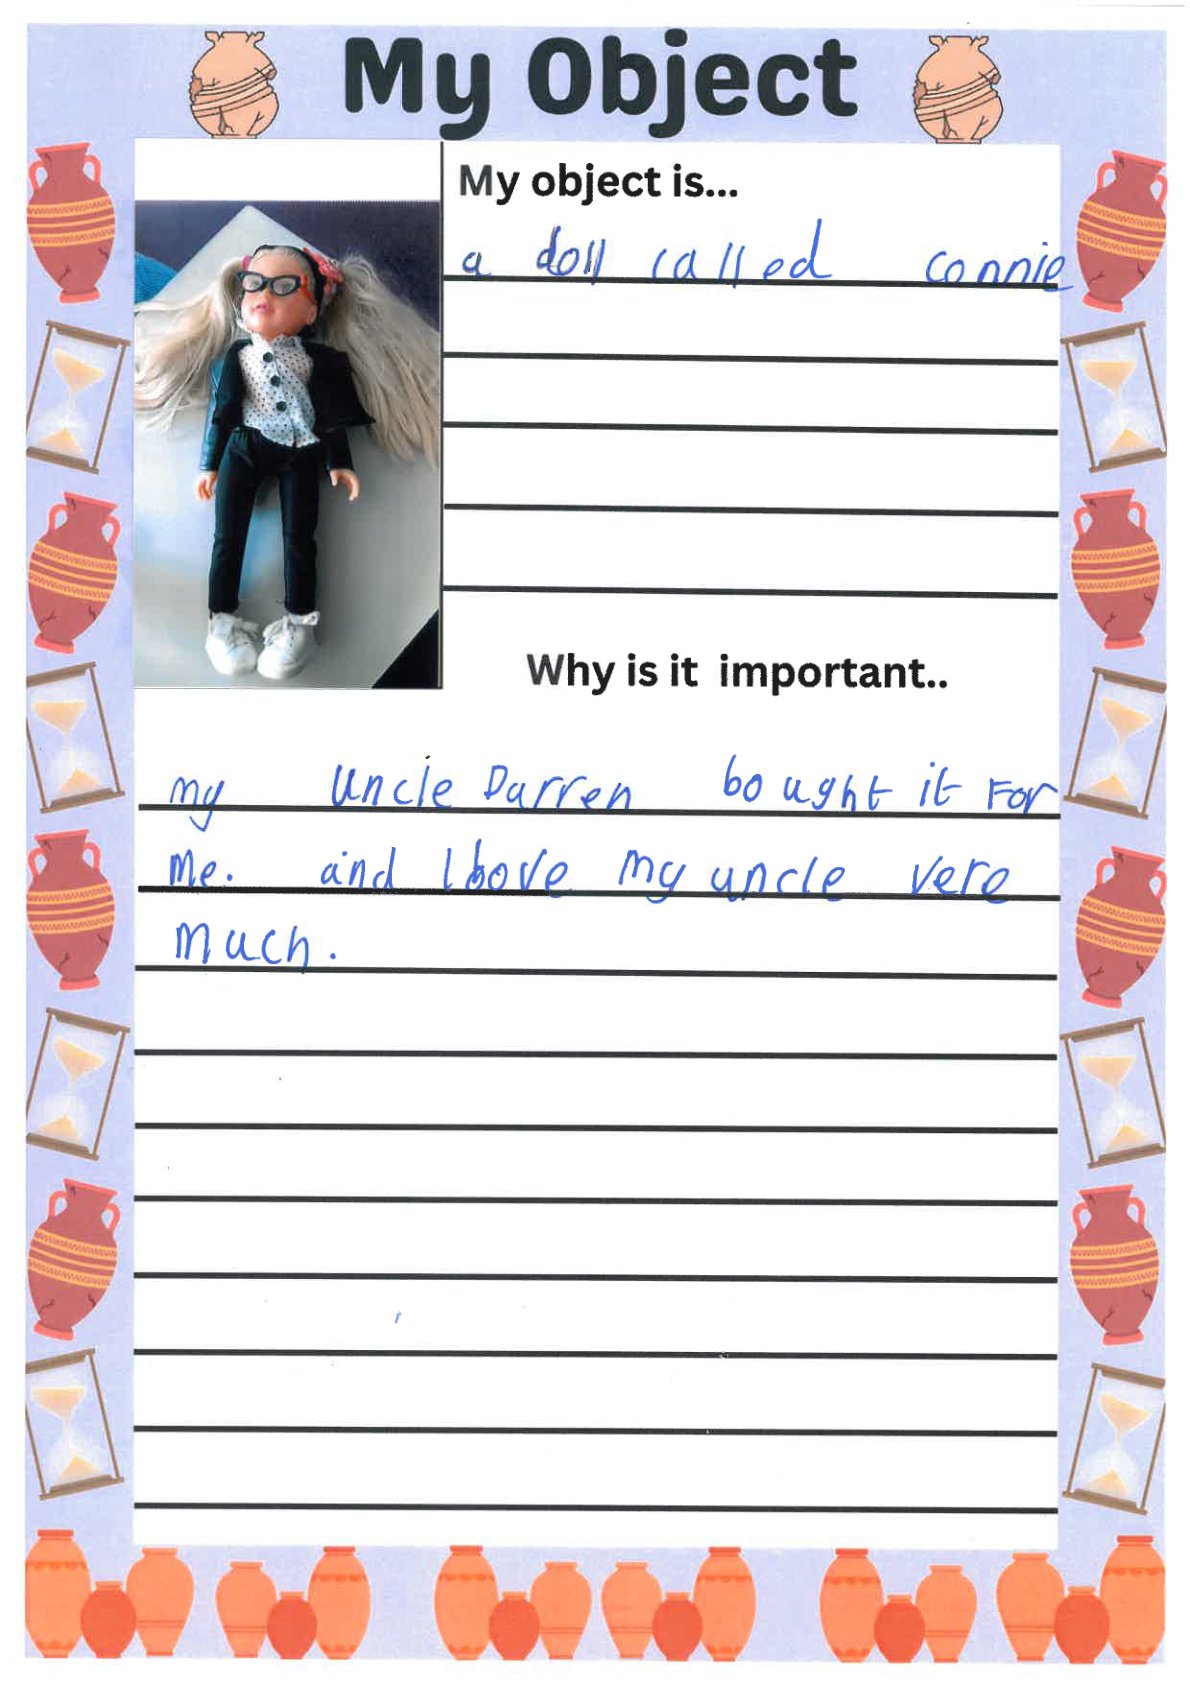 My Object
My object is...
a doll called connie
Why is it important..
my uncle Darren bought it For
me. and I love my uncle vere
much.